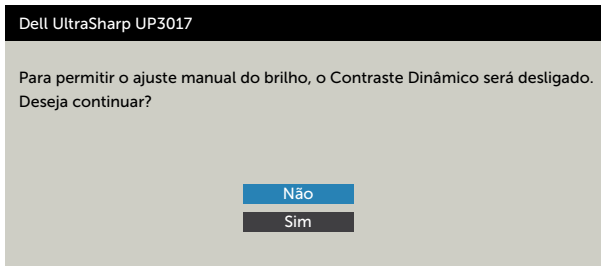 Dell UltraSharp UP3017
Para permitir o ajuste manual do brilho, o Contraste Dinâmico será desligado.
Deseja continuar?
Não
Sim